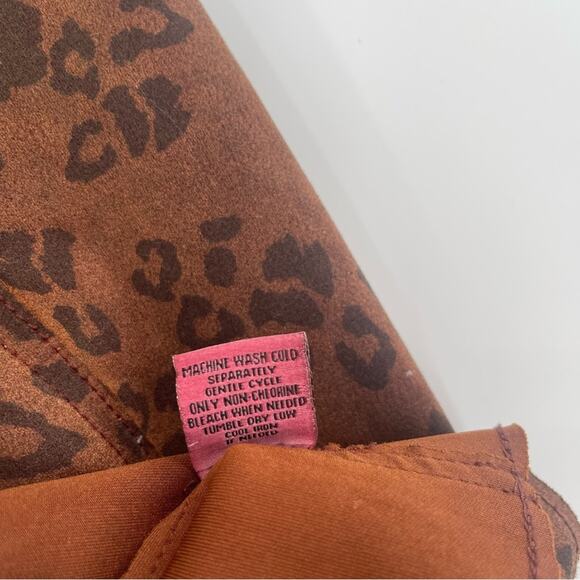 MACHINE WASH COLD
SEPARATELY
GENTLE CYCLE
ONLY NON-CHLORINE
BLEACH WHEN NEEDED
TUMBLE DRY LOW
COOL IRON
IF NEEDED